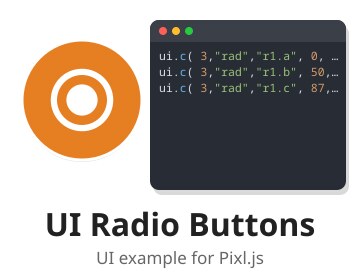 ui.c( 3,"rad","r1.a", 0, …
ui.c( 3,"rad","r1.b", 50,…
ui.c( 3,"rad","r1.c", 87,…
UI Radio Buttons
UI example for Pixl.js